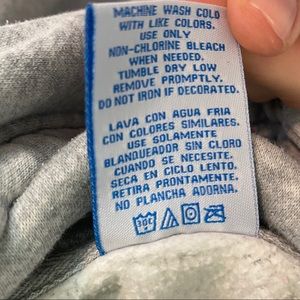 MACHINE WASH COLD
WITH LIKE COLORS.
USE ONLY
NON-CHLORINE BLEACH
WHEN NEEDED.
TUMBLE DRY LOW
REMOVE PROMPTLY.
DO NOT IRON IF DECORATED.
LAVA CON AGUA FRIA
CON COLORES SIMILARES.
USE SOLAMENTE
BLANQUEADOR SIN CLORO
CUANDO SE NECESITE.
SECA EN CICLO LENTO.
RETIRA PRONTAMENTE.
NO PLANCHA ADORNA.